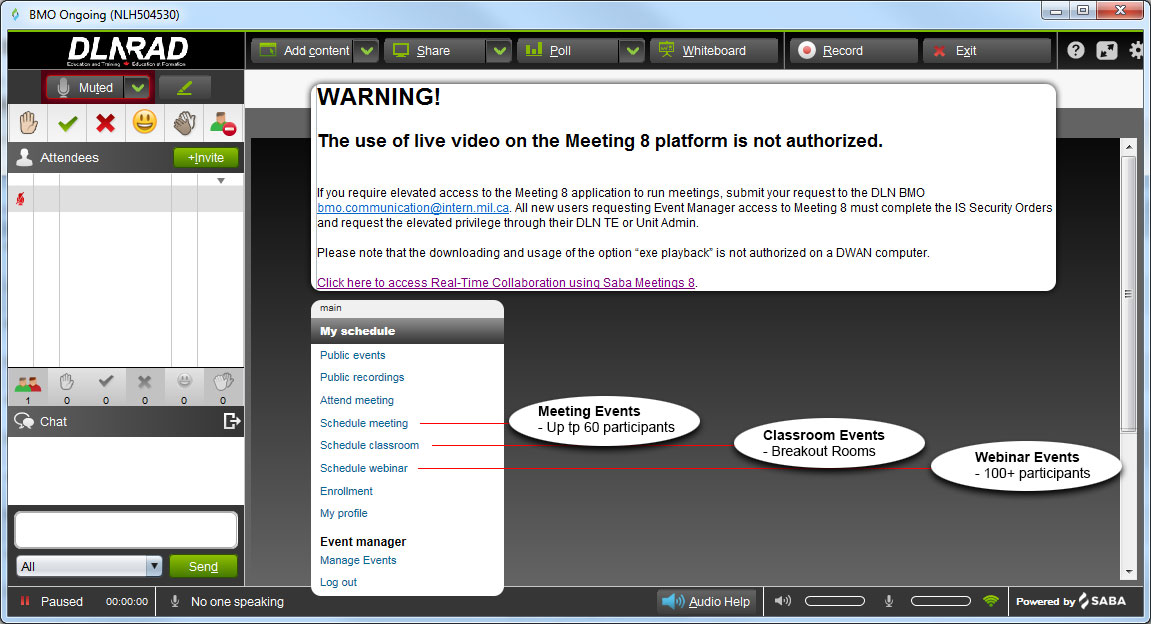 BMO Ongoing (NLH504530)
DLNRAD
Education and Training Education et Formation
Add content
Share
Poll
Whiteboard
Record
Exit
Muted
Attendees
+Invite
1 0 0 0 0 0
Chat
All
Send
WARNING!
The use of live video on the Meeting 8 platform is not authorized.
If you require elevated access to the Meeting 8 application to run meetings, submit your request to the DLN BMO
bmo.communication@intern.mil.ca. All new users requesting Event Manager access to Meeting 8 must complete the IS Security Orders
and request the elevated privilege through their DLN TE or Unit Admin.
Please note that the downloading and usage of the option “exe playback” is not authorized on a DWAN computer.
Click here to access Real-Time Collaboration using Saba Meetings 8.
main
My schedule
Public events
Public recordings
Attend meeting
Schedule meeting
Schedule classroom
Schedule webinar
Enrollment
My profile
Event manager
Manage Events
Log out
Meeting Events
- Up tp 60 participants
Classroom Events
- Breakout Rooms
Webinar Events
- 100+ participants
Paused
00:00:00
No one speaking
Audio Help
Powered by SABA